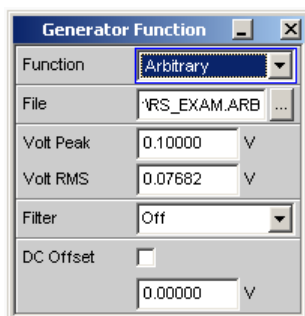 Generator Function
Function Arbitrary
File \RS_EXAM.ARB ...
Volt Peak 0.10000 V
Volt RMS 0.07682 V
Filter Off
DC Offset
0.00000 V